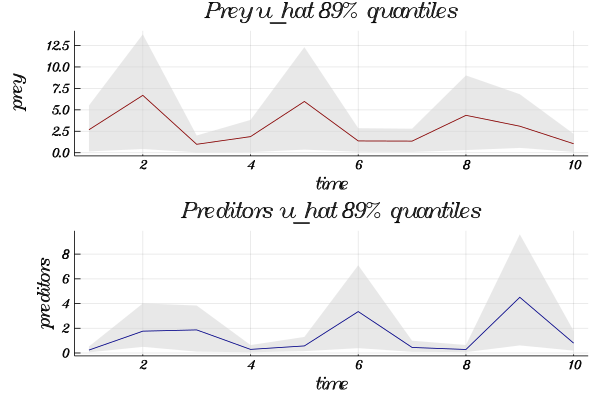 Prey u_hat 89% quantiles
12.5
10.0
7.5
5.0
2.5
0.0
prey
2 4 6 8 10
time
Preditors u_hat 89% quantiles
8
6
4
2
0
preditors
2 4 6 8 10
time